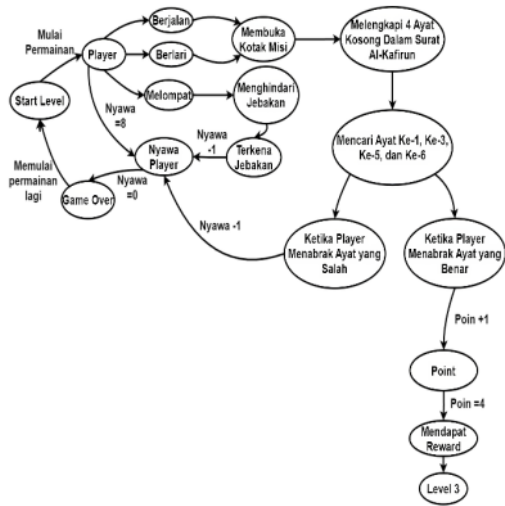 Mulai
Permainan
Player
Berjalan
Berlari
Melompat
Membuka
Kotak Misi
Melengkapi 4 Ayat
Kosong Dalam Surat
Al-Kafirun
Start Level
Menghindari
Jebakan
Nyawa
=8
Nyawa
-1
Terkena
Jebakan
Nyawa
Player
Mencari Ayat Ke-1, Ke-3,
Ke-5, dan Ke-6
Memulai
permainan
lagi
Nyawa
=0
Game Over
Nyawa -1
Ketika Player
Menabrak Ayat yang
Salah
Ketika Player
Menabrak Ayat yang
Benar
Poin +1
Point
Poin =4
Mendapat
Reward
Level 3